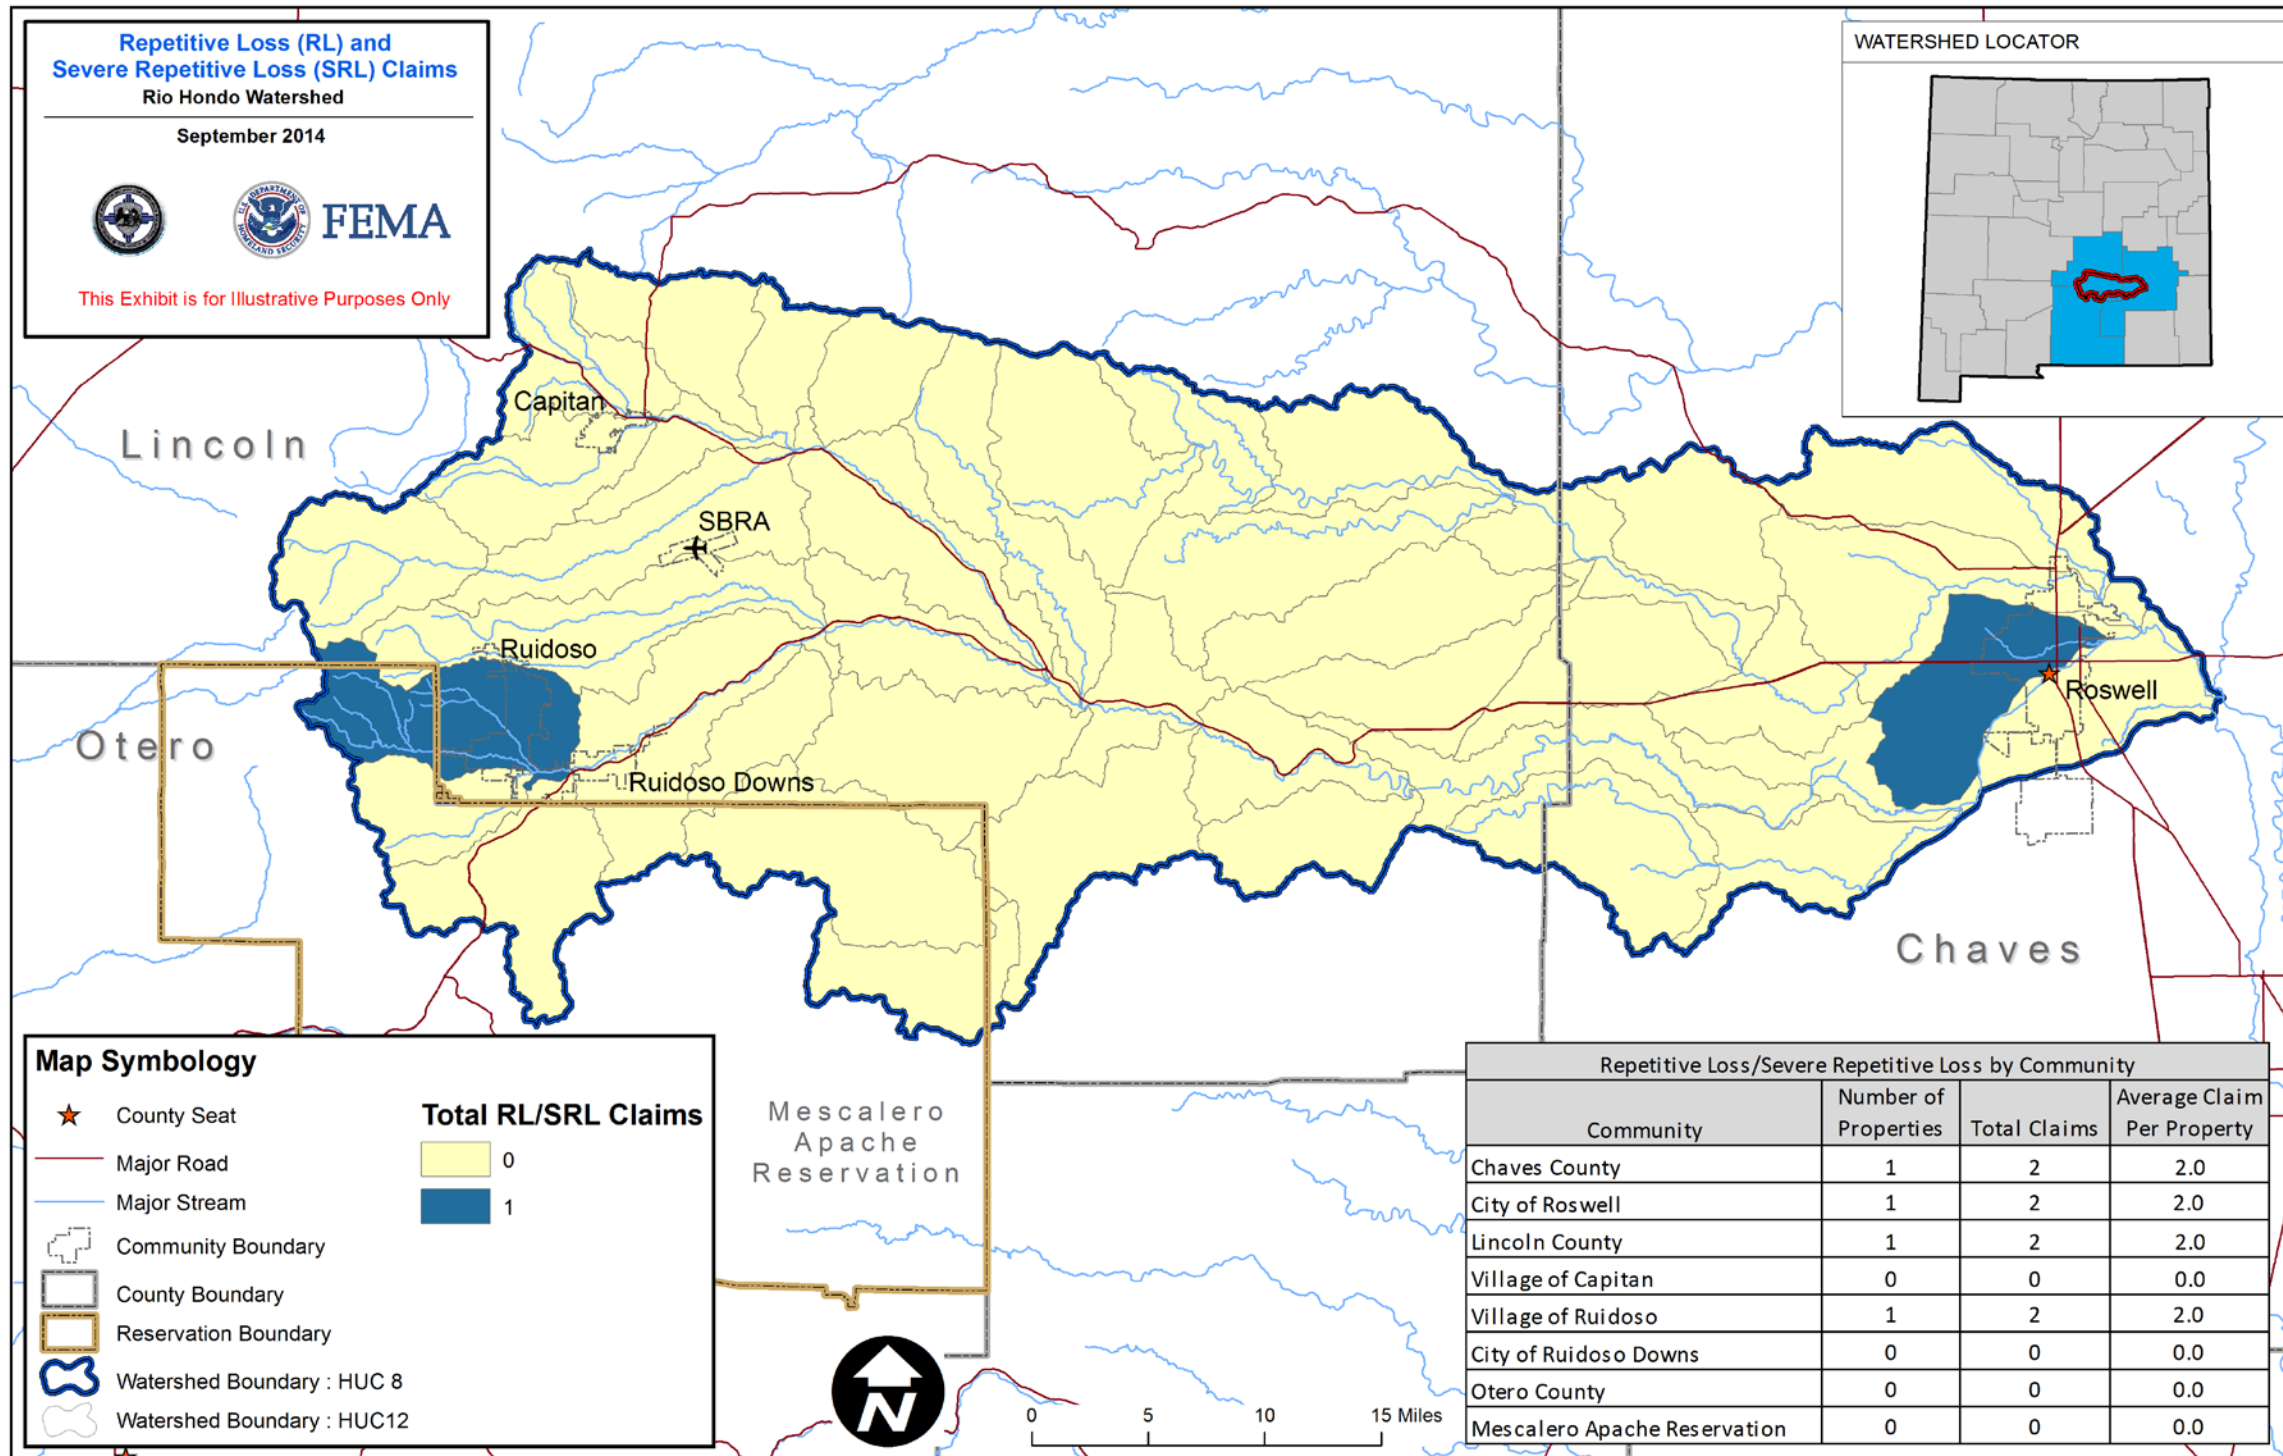 Repetitive Loss (RL) and
Severe Repetitive Loss (SRL) Claims
Rio Hondo Watershed
September 2014
U.S. DEPARTMENT OF
HOMELAND SECURITY
FEMA
This Exhibit is for Illustrative Purposes Only
WATERSHED LOCATOR
Capitan
Lincoln
SBRA
Ruidoso
Roswell
Otero
Ruidoso Downs
Chaves
Mescalero
Apache
Reservation
Map Symbology
County Seat
Major Road
Major Stream
Community Boundary
County Boundary
Reservation Boundary
Watershed Boundary : HUC 8
Watershed Boundary : HUC12
Total RL/SRL Claims
0
1
N
0 5 10 15 Miles
Repetitive Loss/Severe Repetitive Loss by Community
Community Number of Properties Total Claims Average Claim Per Property
Chaves County 1 2 2.0
City of Roswell 1 2 2.0
Lincoln County 1 2 2.0
Village of Capitan 0 0 0.0
Village of Ruidoso 1 2 2.0
City of Ruidoso Downs 0 0 0.0
Otero County 0 0 0.0
Mescalero Apache Reservation 0 0 0.0